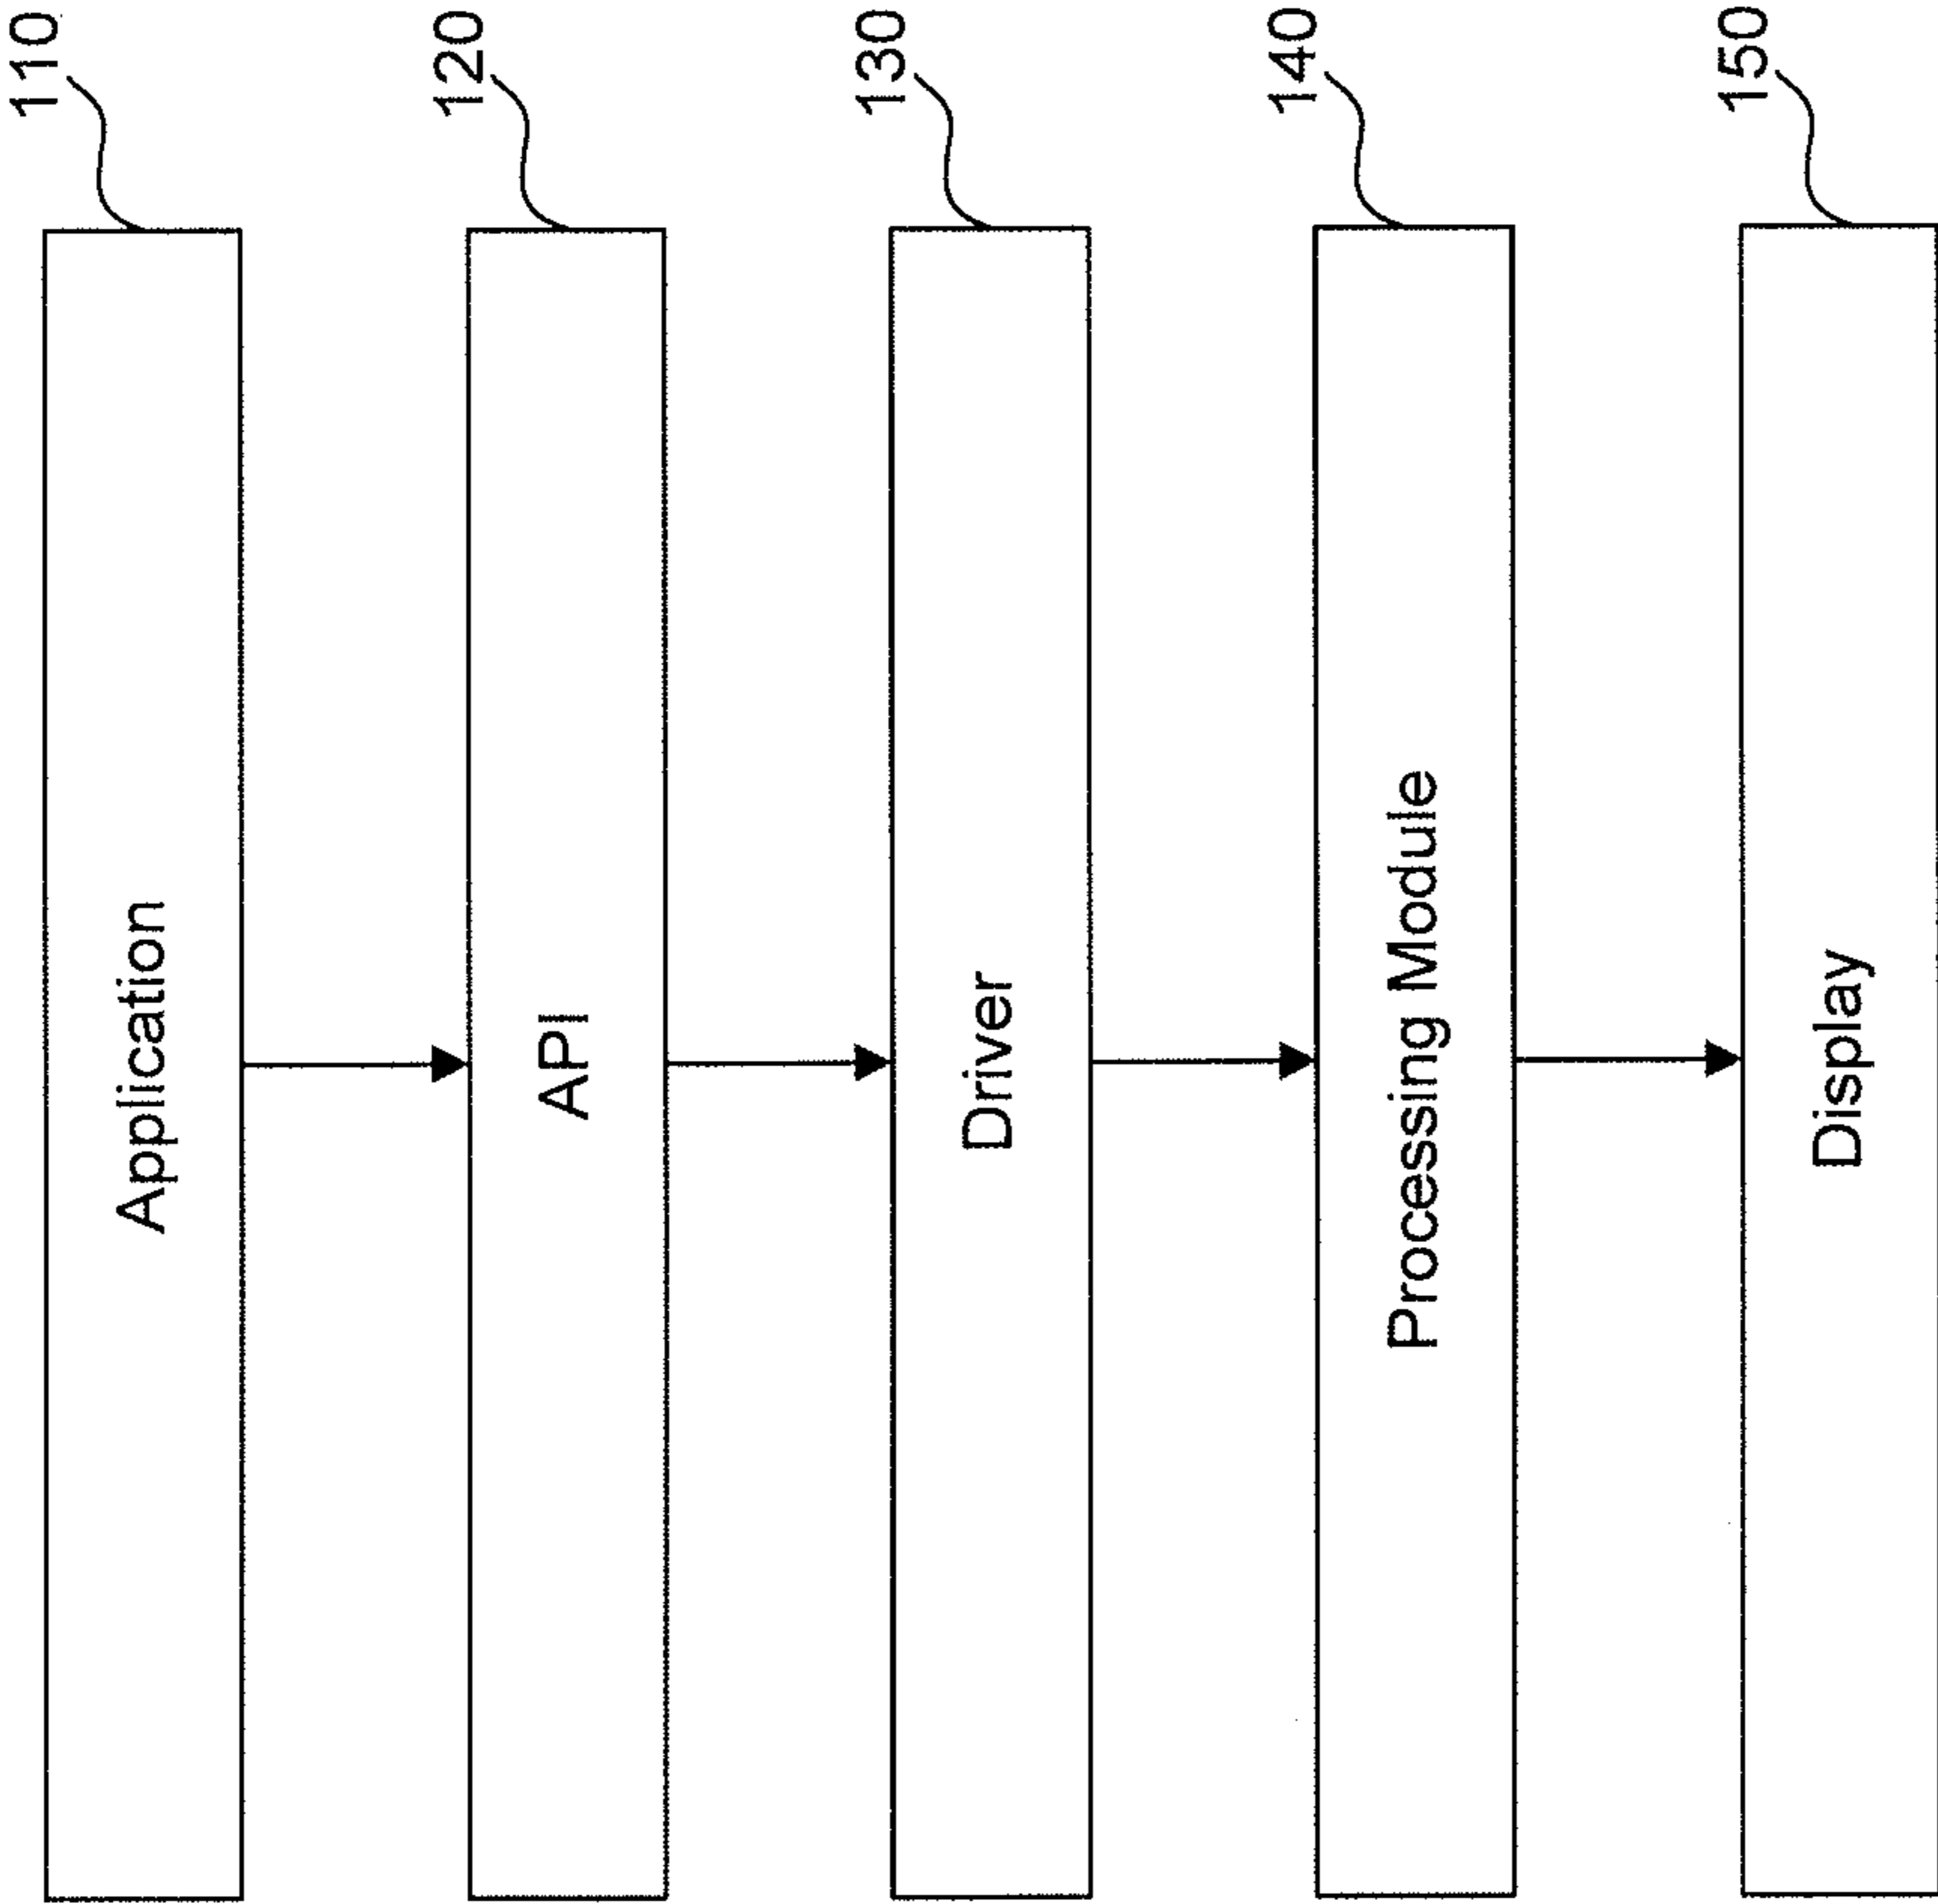 Application
110
API
120
Driver
130
Processing Module
140
Display
150